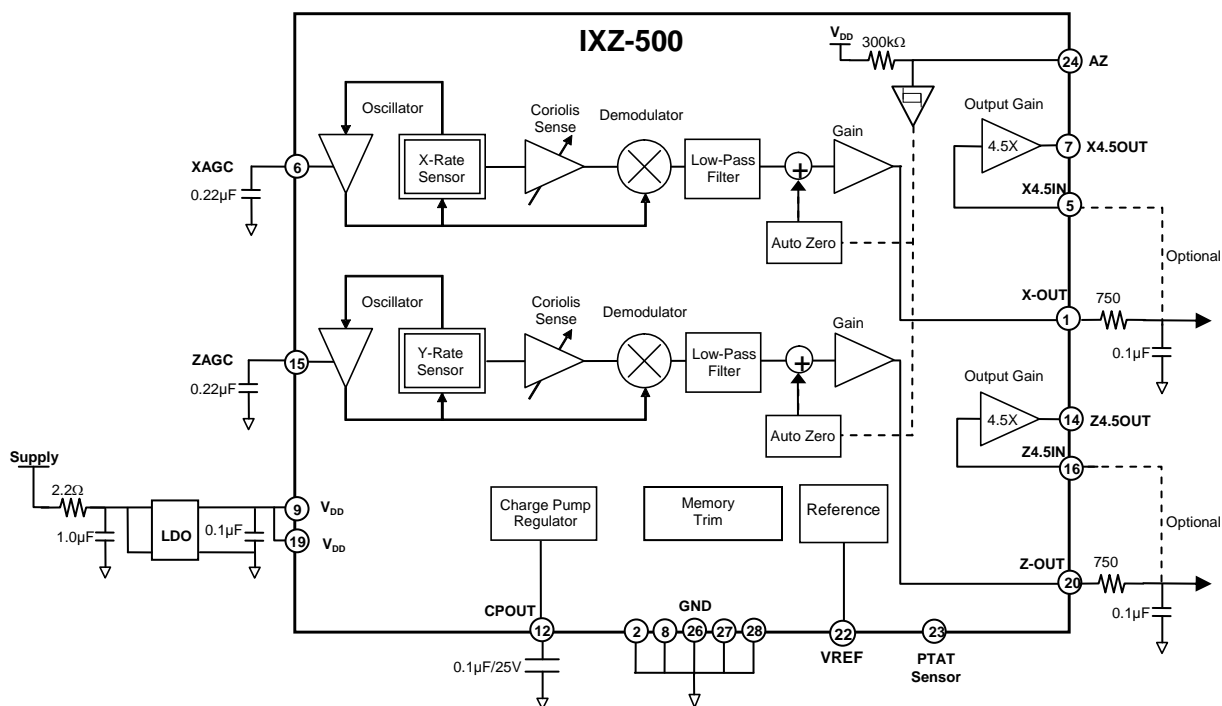 IXZ-500
V_DD
300kΩ
24
AZ
Oscillator
Coriolis
Sense
Demodulator
Gain
Output Gain
4.5X
7
X4.5OUT
XAGC
6
0.22µF
X-Rate
Sensor
Low-Pass
Filter
+
Auto Zero
X4.5IN
5
Optional
X-OUT
1
750
0.1µF
Oscillator
Coriolis
Sense
Demodulator
Gain
ZAGC
15
0.22µF
Y-Rate
Sensor
Low-Pass
Filter
+
Auto Zero
Output Gain
4.5X
14
Z4.5OUT
Z4.5IN
16
Optional
Supply
2.2Ω
1.0µF
LDO
0.1µF
9
V_DD
19
V_DD
Charge Pump
Regulator
Memory
Trim
Reference
Z-OUT
20
750
0.1µF
CPOUT
12
0.1µF/25V
GND
2
8
26
27
28
22
VREF
23
PTAT
Sensor